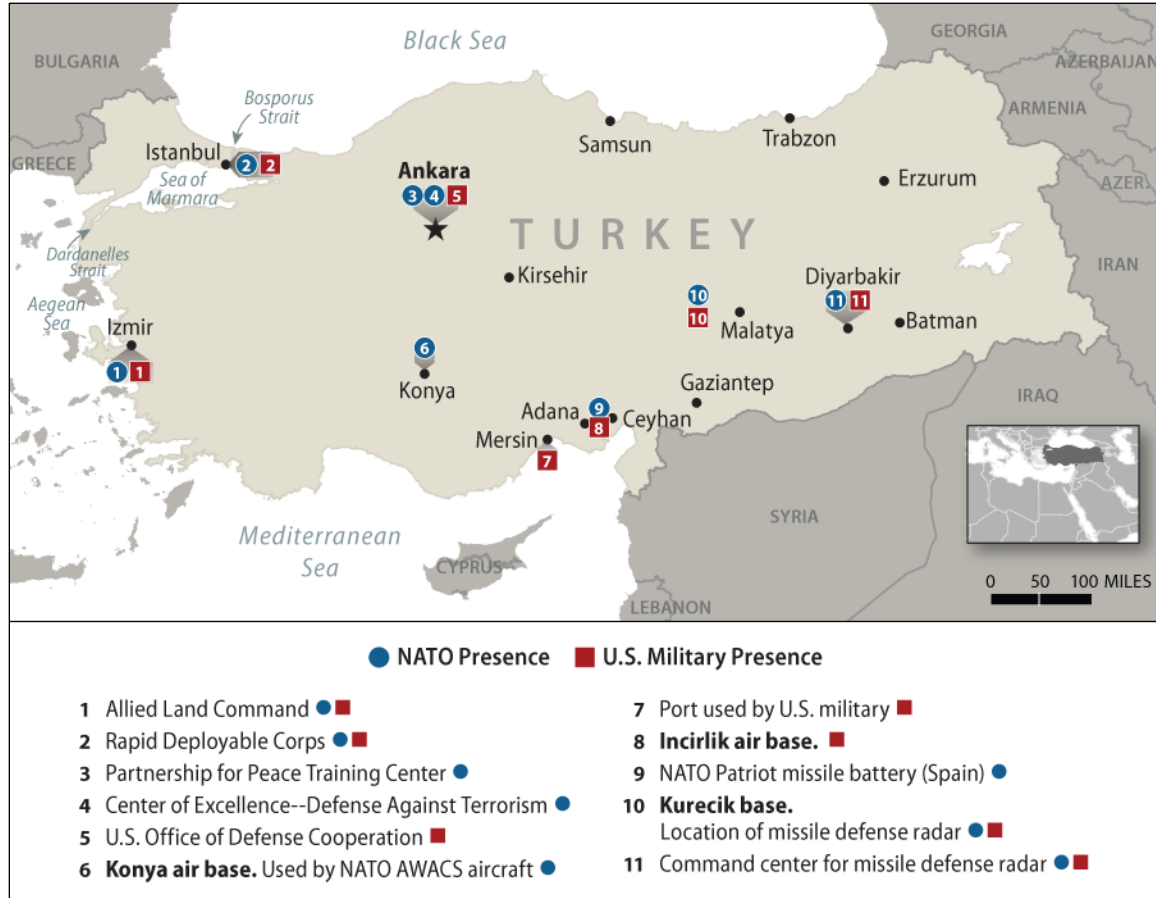 Black Sea
BULGARIA
GEORGIA
AZERBAIJAN
ARMENIA
Bosporus
Strait
Samsun
Trabzon
GREECE
Istanbul
2 2
Sea of
Marmara
Ankara
3 4 5
Erzurum
AZER.
TURKEY
Dardanelles
Strait
Kirsehir
Diyarbakir
IRAN
Aegean
Sea
10
11 11
Izmir
10
Malatya
Batman
1 1
6
Konya
Gaziantep
IRAQ
Adana
9
Ceyhan
8
Mersin
7
Mediterranean
Sea
SYRIA
CYPRUS
0 50 100 MILES
LEBANON
NATO Presence U.S. Military Presence
1 Allied Land Command
2 Rapid Deployable Corps
3 Partnership for Peace Training Center
4 Center of Excellence--Defense Against Terrorism
5 U.S. Office of Defense Cooperation
6 Konya air base. Used by NATO AWACS aircraft
7 Port used by U.S. military
8 Incirlik air base.
9 NATO Patriot missile battery (Spain)
10 Kurecik base.
Location of missile defense radar
11 Command center for missile defense radar